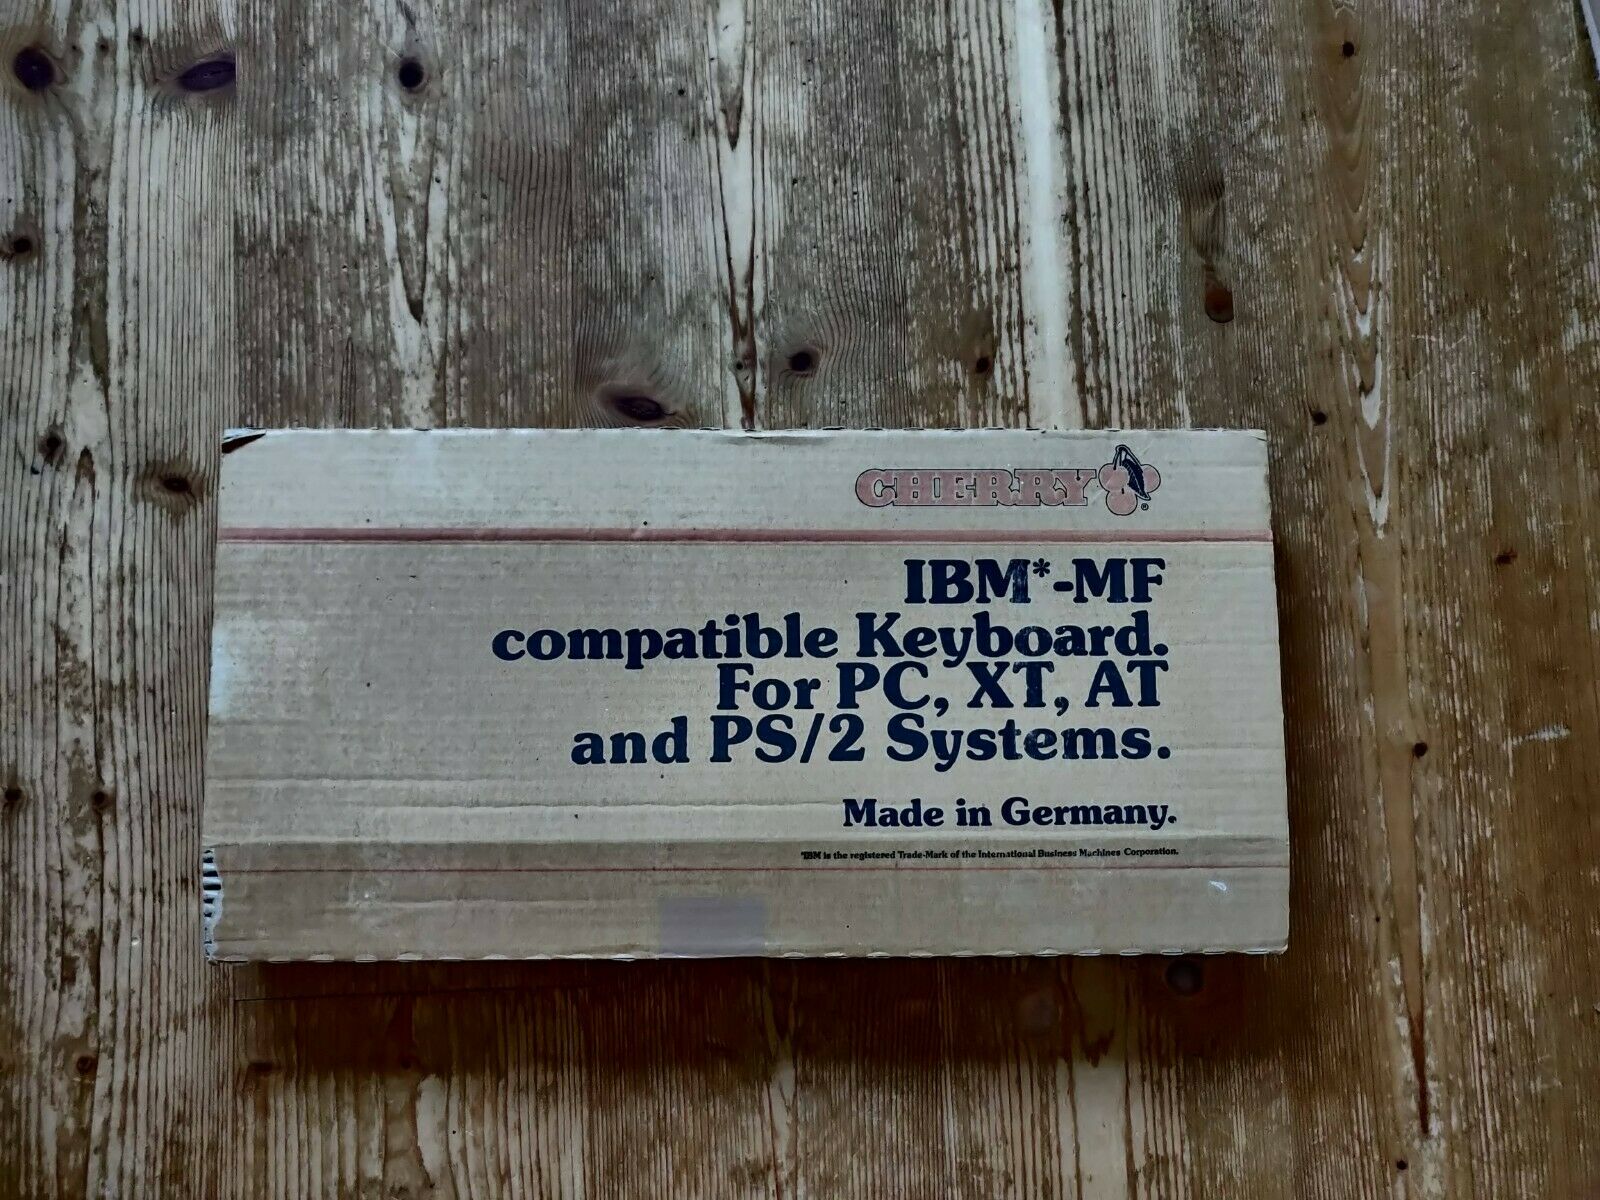 CHERRY ®
IBM*-MF
compatible Keyboard.
For PC, XT, AT
and PS/2 Systems.
Made in Germany.
*IBM is the registered Trade-Mark of the International Business Machines Corporation.